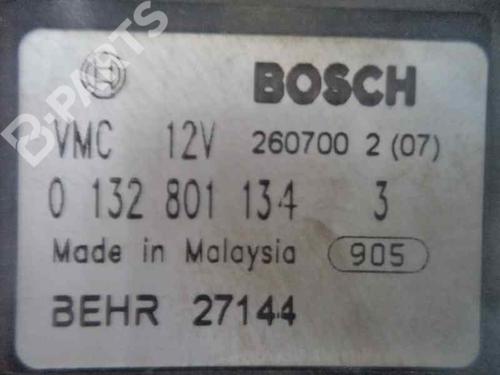 BOSCH
VMC 12V 260700 2 (07)
0 132 801 134 3
Made in Malaysia 905
BEHR 27144
B-PARTS